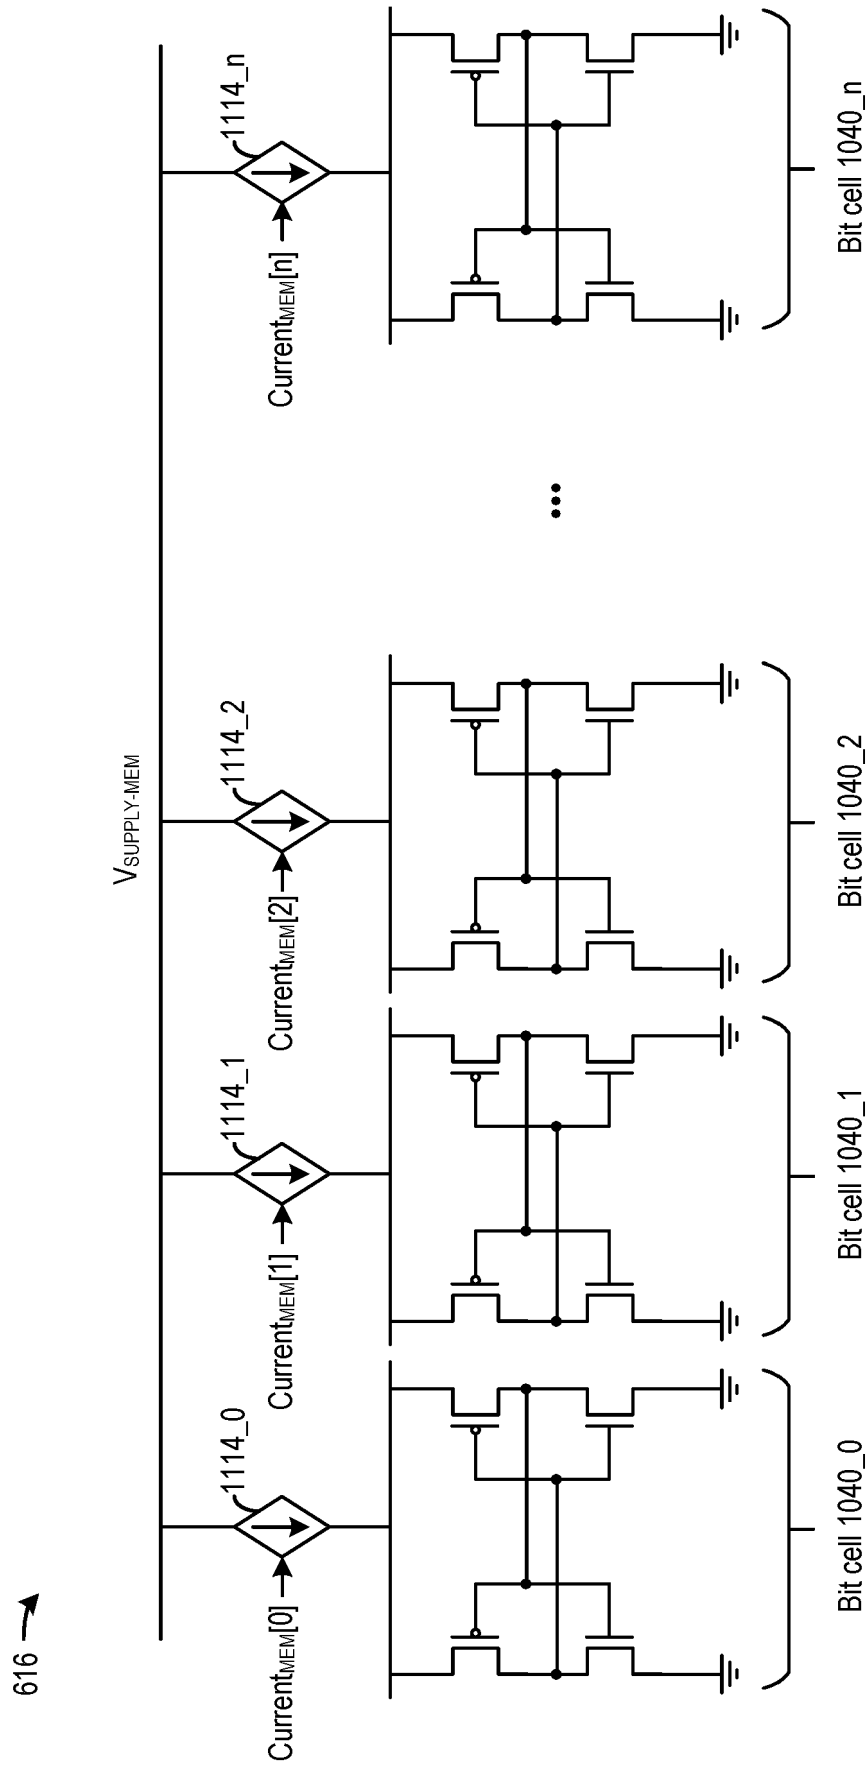 616
V_SUPPLY-MEM
1114_0
1114_1
1114_2
1114_n
Current_MEM[0]
Current_MEM[1]
Current_MEM[2]
Current_MEM[n]
•••
Bit cell 1040_0
Bit cell 1040_1
Bit cell 1040_2
Bit cell 1040_n